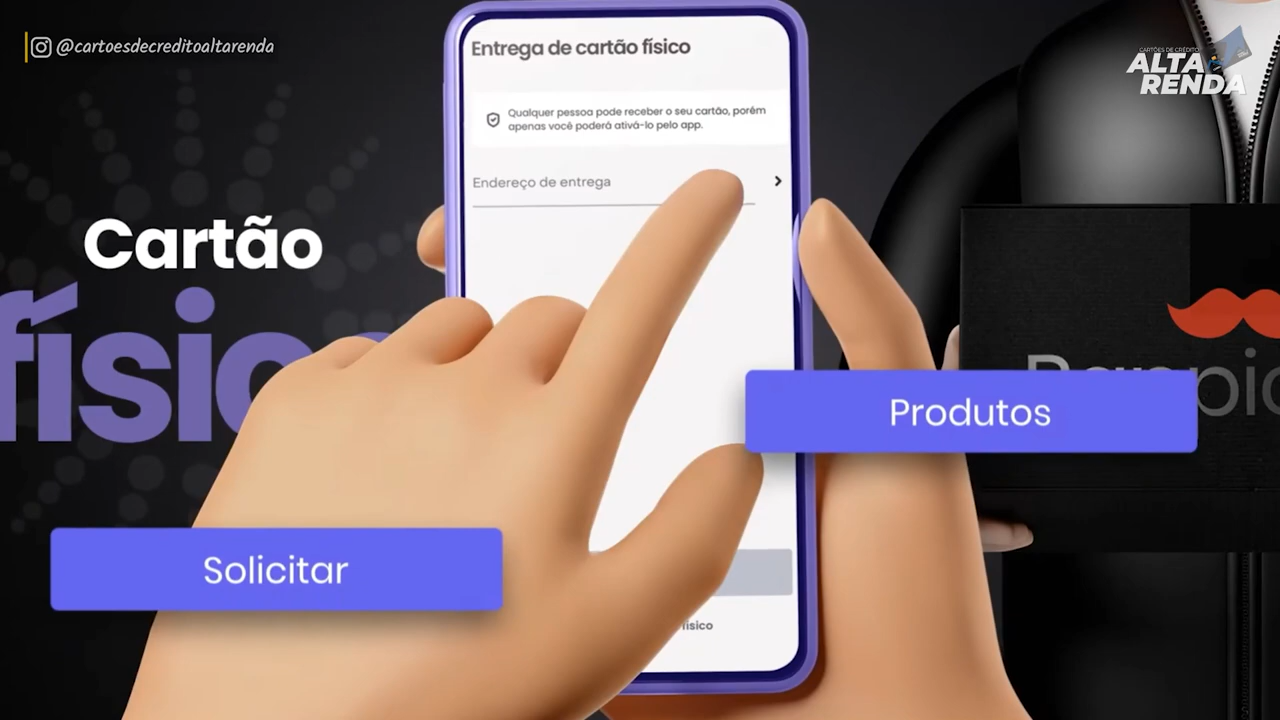 @cartoesdecreditoaltarenda
CARTÕES DE CRÉDITO
ALTA
RENDA
Entrega de cartão físico
Qualquer pessoa pode receber o seu cartão, porém
apenas você poderá ativá-lo pelo app.
Endereço de entrega
Cartão
físico
Produtos
Solicitar
físico